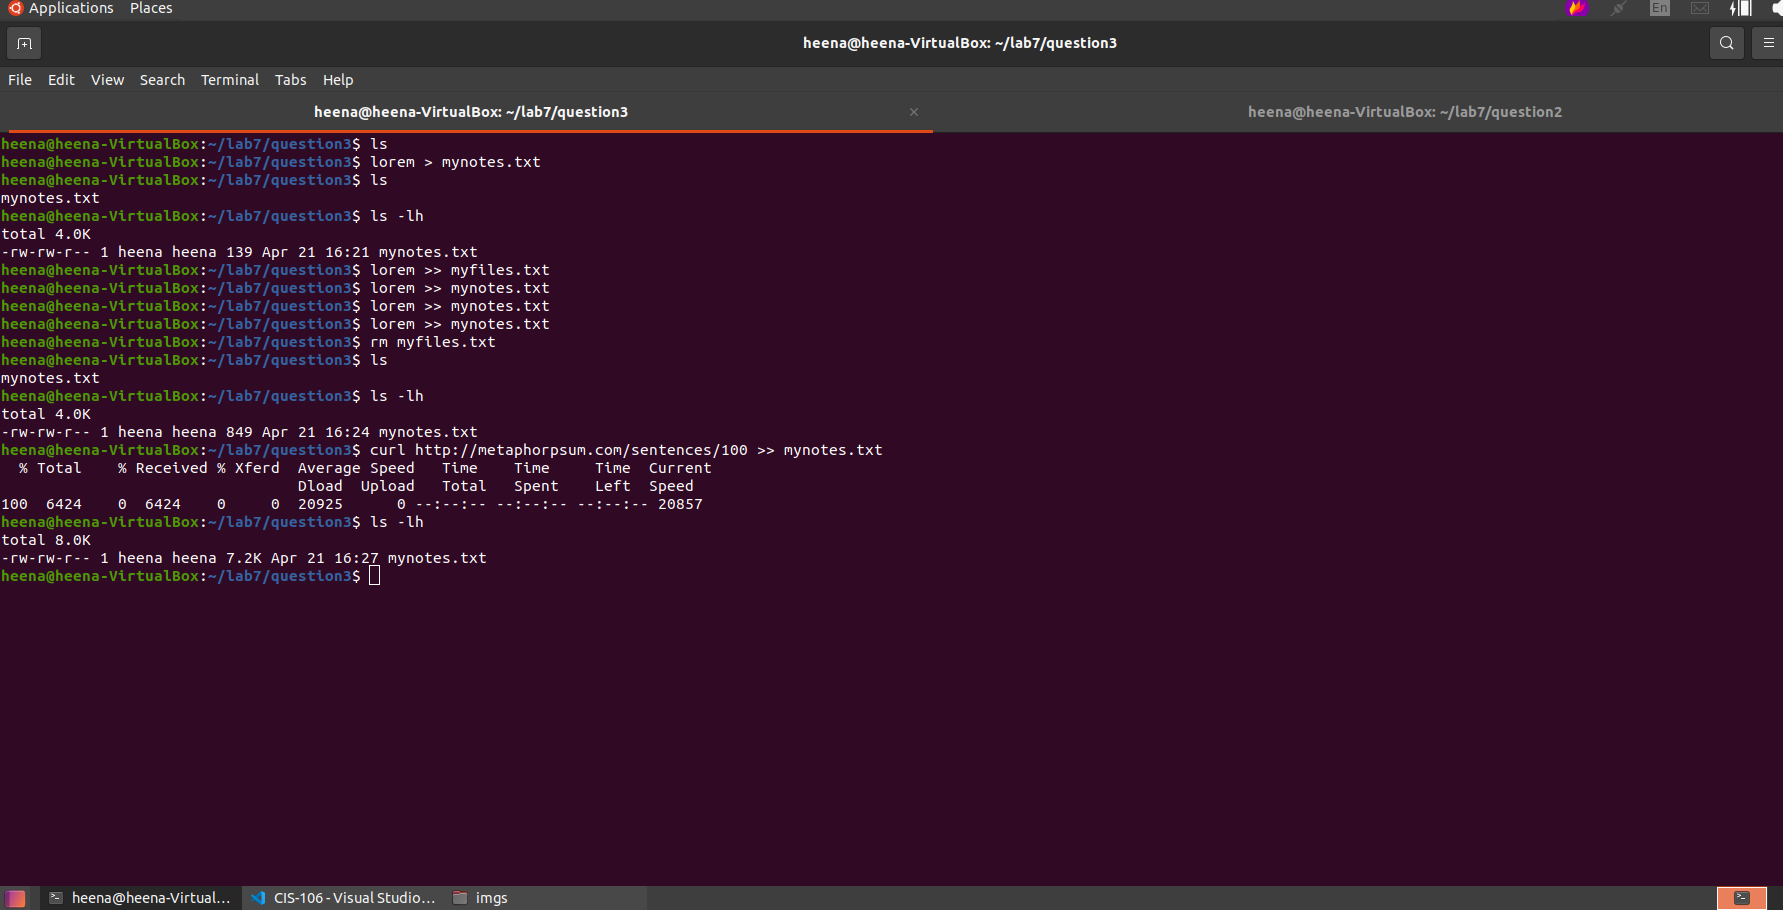 Applications Places
En
heena@heena-VirtualBox: ~/lab7/question3
File Edit View Search Terminal Tabs Help
heena@heena-VirtualBox: ~/lab7/question3 × heena@heena-VirtualBox: ~/lab7/question2
heena@heena-VirtualBox:~/lab7/question3$ ls
heena@heena-VirtualBox:~/lab7/question3$ lorem > mynotes.txt
heena@heena-VirtualBox:~/lab7/question3$ ls
mynotes.txt
heena@heena-VirtualBox:~/lab7/question3$ ls -lh
total 4.0K
-rw-rw-r-- 1 heena heena 139 Apr 21 16:21 mynotes.txt
heena@heena-VirtualBox:~/lab7/question3$ lorem >> myfiles.txt
heena@heena-VirtualBox:~/lab7/question3$ lorem >> mynotes.txt
heena@heena-VirtualBox:~/lab7/question3$ lorem >> mynotes.txt
heena@heena-VirtualBox:~/lab7/question3$ lorem >> mynotes.txt
heena@heena-VirtualBox:~/lab7/question3$ rm myfiles.txt
heena@heena-VirtualBox:~/lab7/question3$ ls
mynotes.txt
heena@heena-VirtualBox:~/lab7/question3$ ls -lh
total 4.0K
-rw-rw-r-- 1 heena heena 849 Apr 21 16:24 mynotes.txt
heena@heena-VirtualBox:~/lab7/question3$ curl http://metaphorpsum.com/sentences/100 >> mynotes.txt
  % Total    % Received % Xferd  Average Speed   Time    Time     Time  Current
                                 Dload  Upload   Total   Spent    Left  Speed
100  6424    0  6424    0     0  20925      0 --:--:-- --:--:-- --:--:-- 20857
heena@heena-VirtualBox:~/lab7/question3$ ls -lh
total 8.0K
-rw-rw-r-- 1 heena heena 7.2K Apr 21 16:27 mynotes.txt
heena@heena-VirtualBox:~/lab7/question3$
heena@heena-Virtual... CIS-106 - Visual Studio... imgs